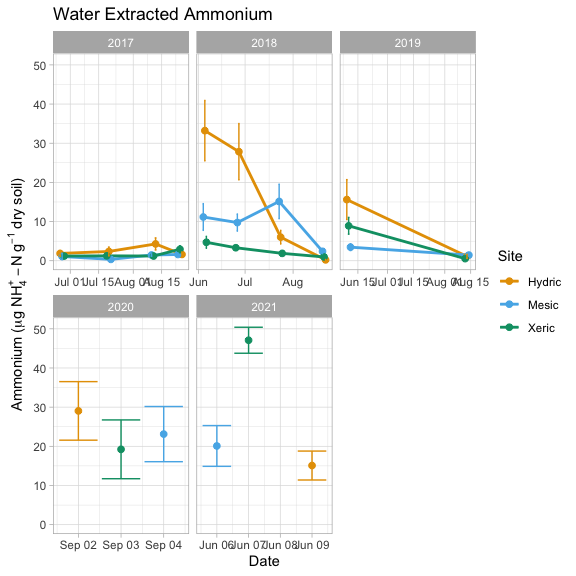 Water Extracted Ammonium
2017 2018 2019
50
40
30
20
10
0
Jul 01 Jul 15 Aug 01 Aug 15 Jun Jul Aug Jun 15 Jul 01 Jul 15 Aug 01 Aug 15
2020 2021
50
40
30
20
10
0
Sep 02 Sep 03 Sep 04 Jun 06 Jun 07 Jun 08 Jun 09
Date
Ammonium (µg NH₄⁺ − N g⁻¹ dry soil)
Site
Hydric
Mesic
Xeric